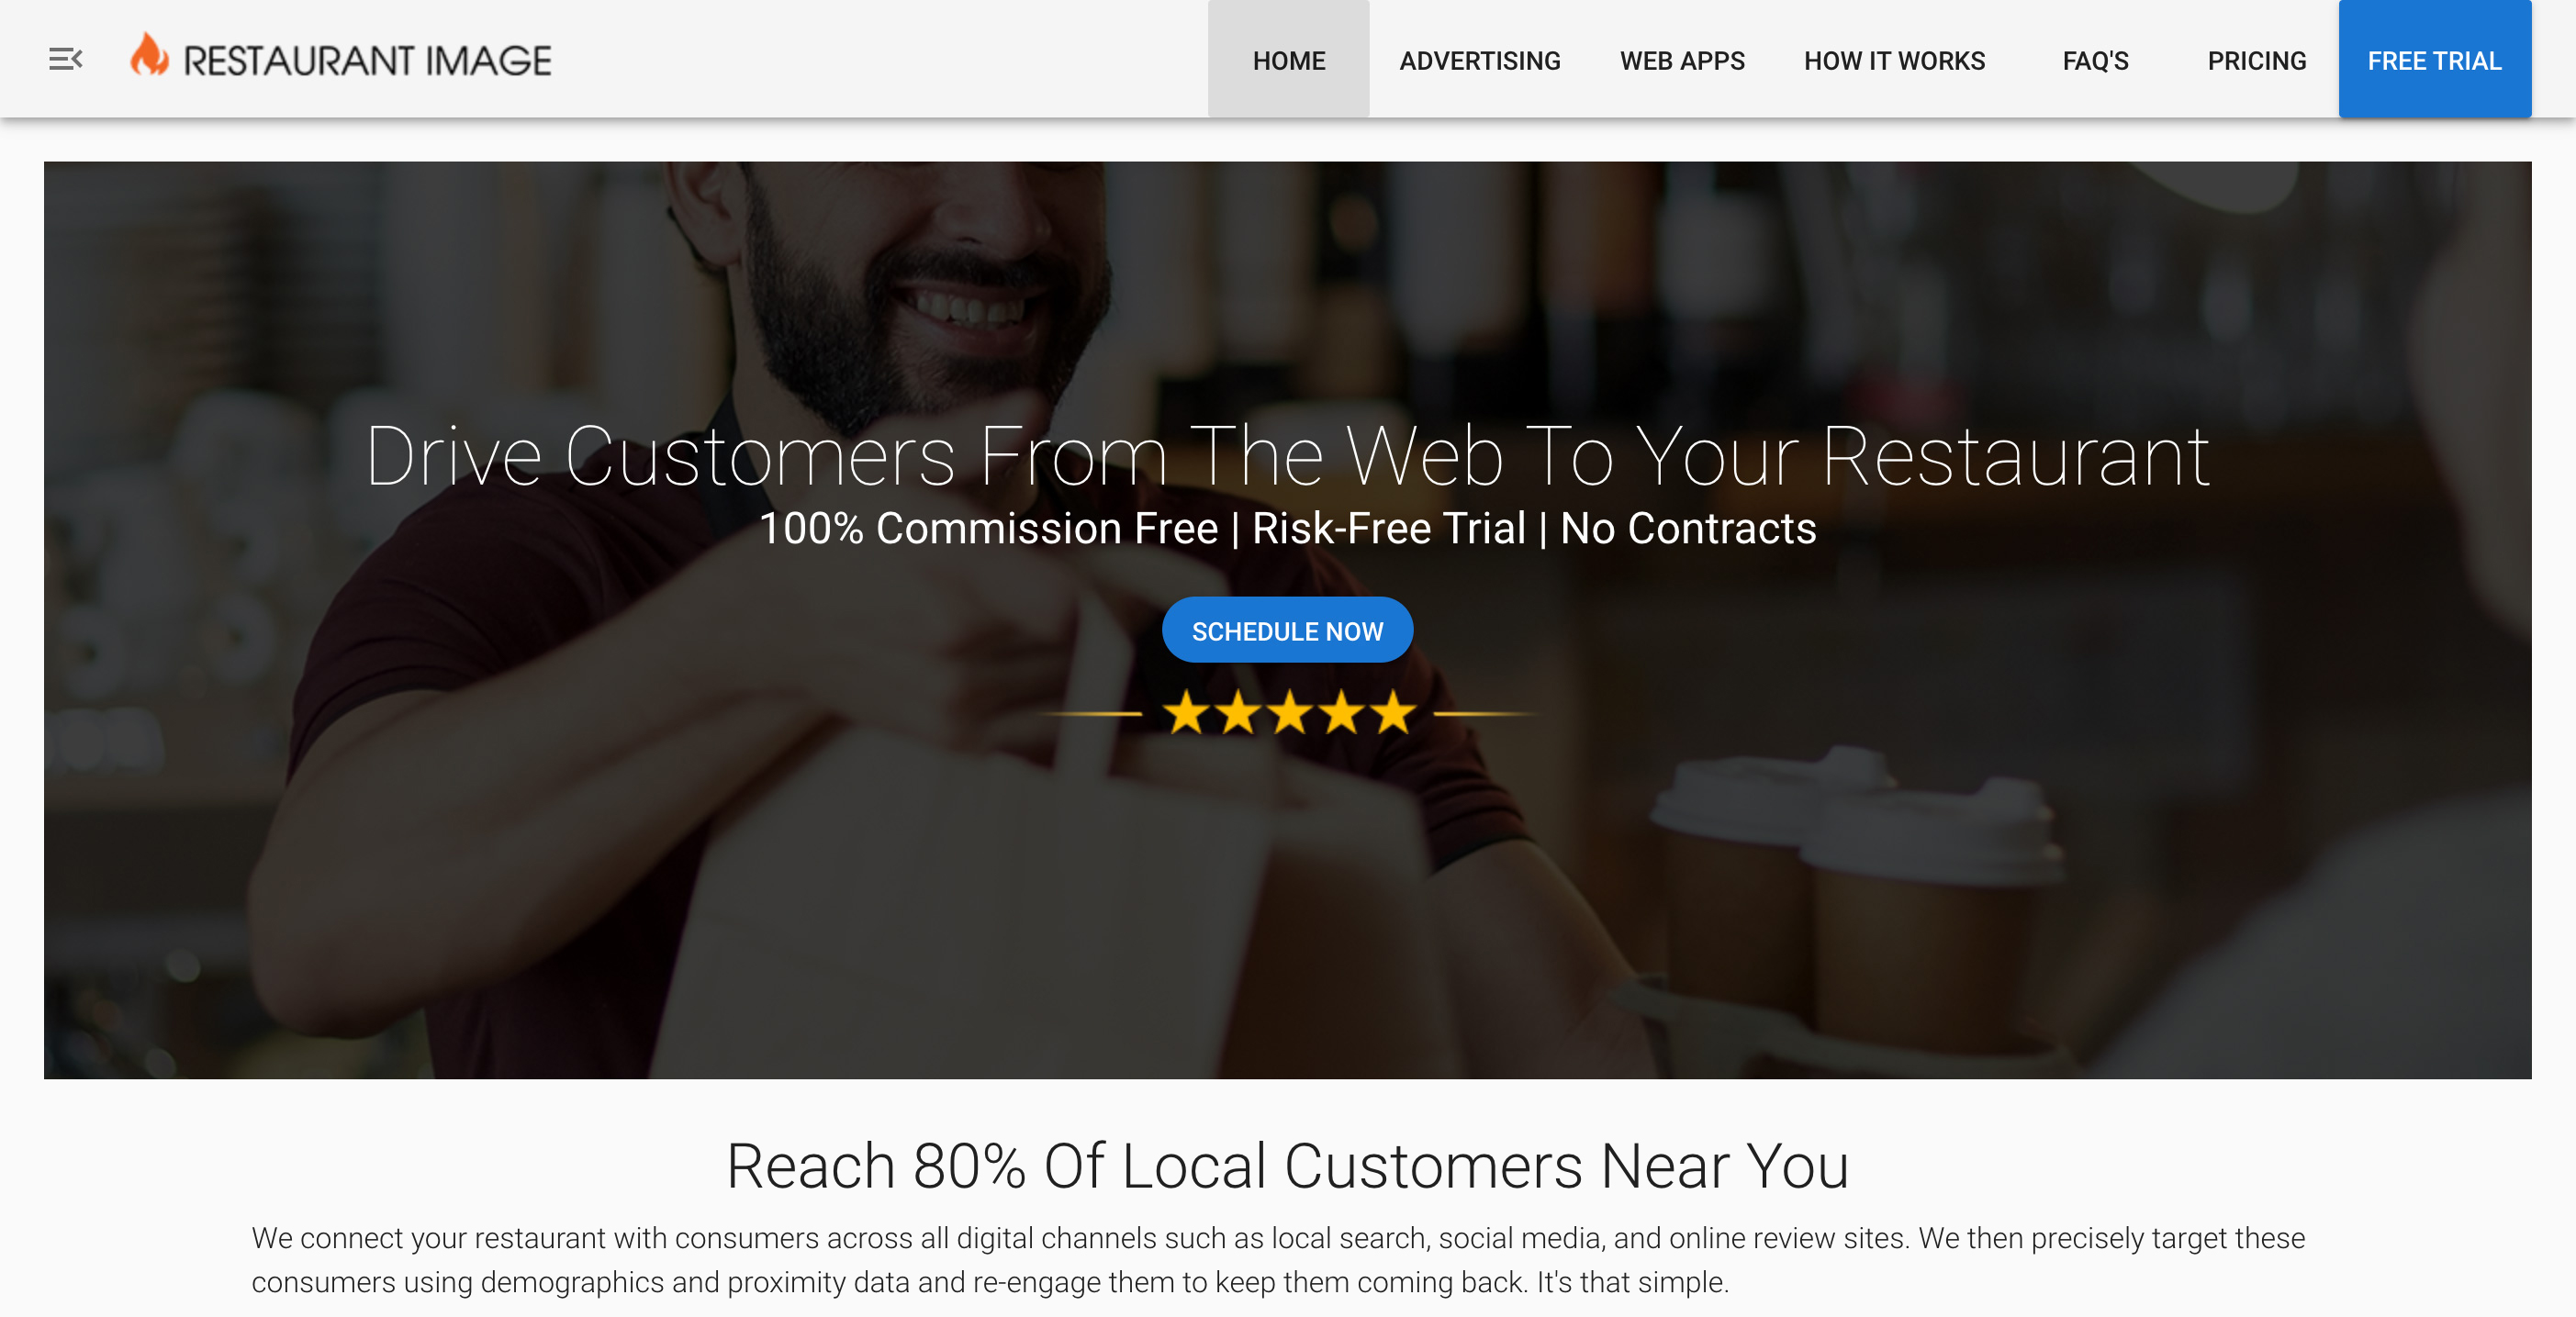 RESTAURANT IMAGE
HOME
ADVERTISING
WEB APPS
HOW IT WORKS
FAQ'S
PRICING
FREE TRIAL
Drive Customers From The Web To Your Restaurant
100% Commission Free | Risk-Free Trial | No Contracts
SCHEDULE NOW
Reach 80% Of Local Customers Near You
We connect your restaurant with consumers across all digital channels such as local search, social media, and online review sites. We then precisely target these
consumers using demographics and proximity data and re-engage them to keep them coming back. It's that simple.